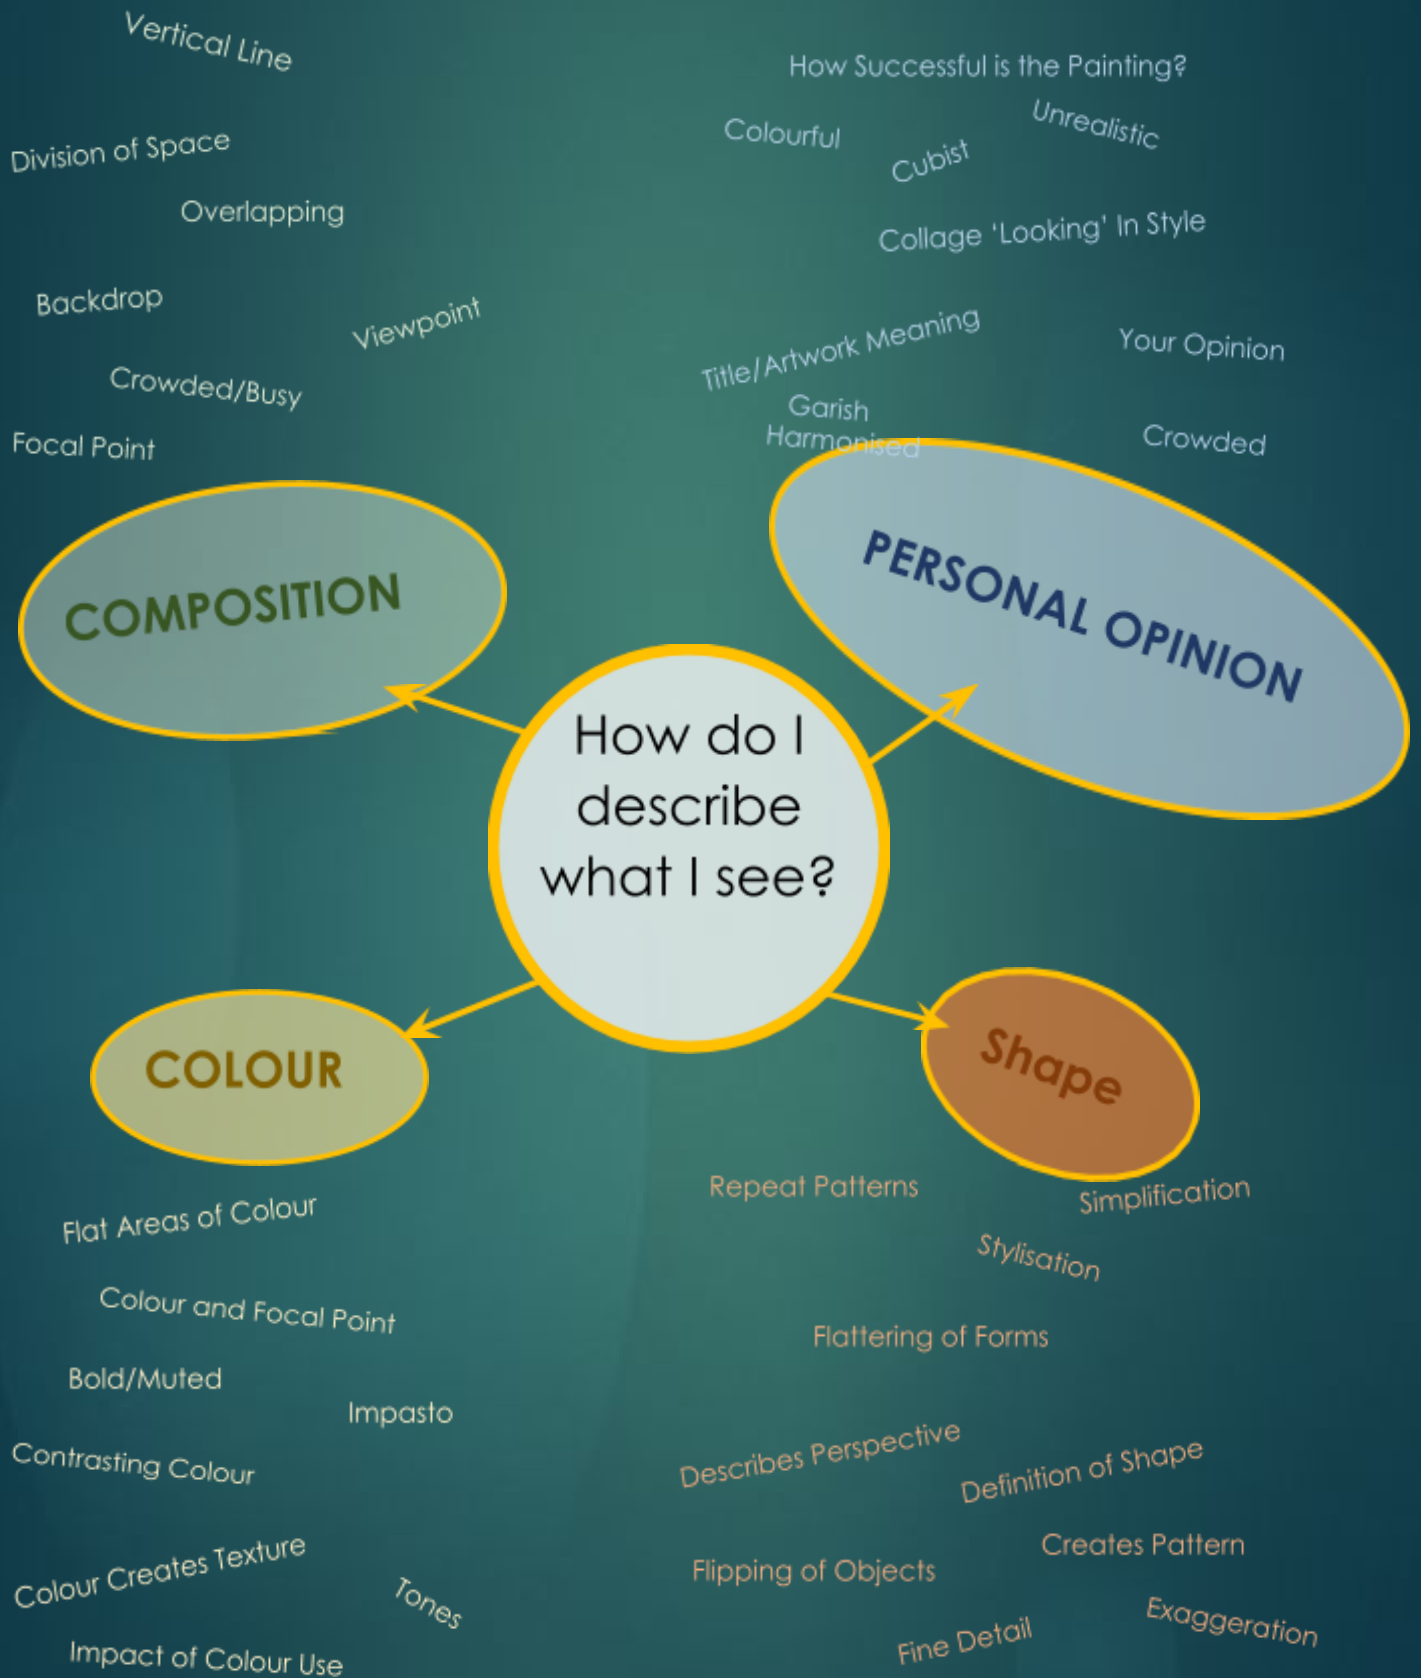 Vertical Line
Division of Space
Overlapping
Backdrop
Viewpoint
Crowded/Busy
Focal Point
COMPOSITION
How Successful is the Painting?
Colourful
Cubist
Unrealistic
Collage ‘Looking’ In Style
Title/Artwork Meaning
Your Opinion
Garish
Harmonised
Crowded
PERSONAL OPINION
How do I
describe
what I see?
COLOUR
Flat Areas of Colour
Colour and Focal Point
Bold/Muted
Impasto
Contrasting Colour
Colour Creates Texture
Tones
Impact of Colour Use
Shape
Repeat Patterns
Simplification
Stylisation
Flattering of Forms
Describes Perspective
Definition of Shape
Creates Pattern
Flipping of Objects
Exaggeration
Fine Detail